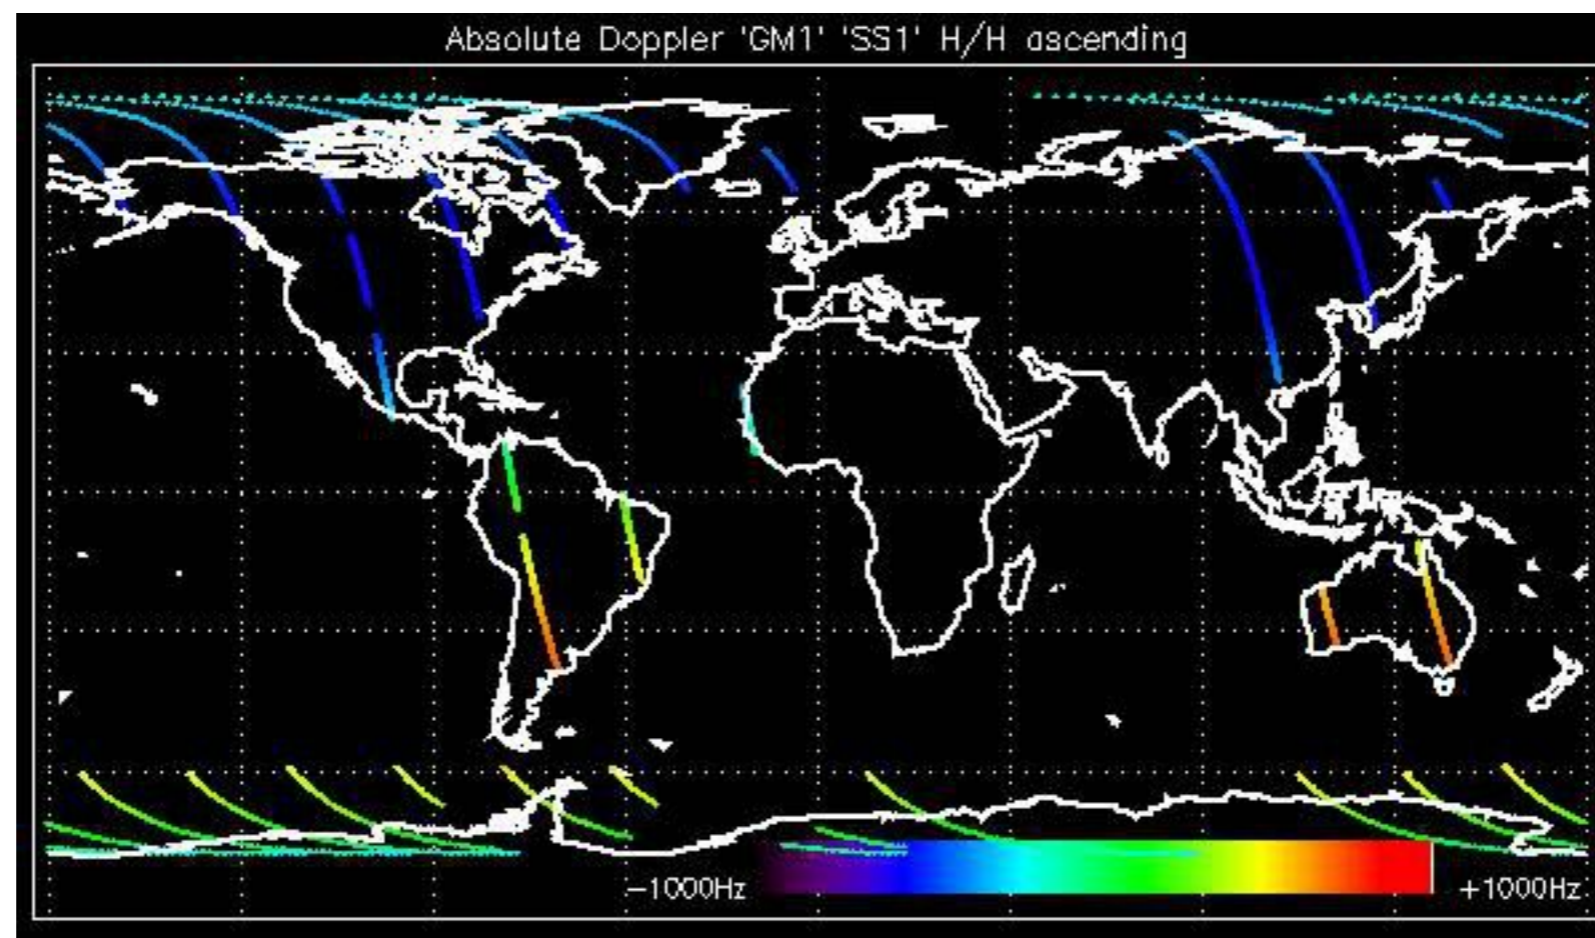 Absolute Doppler 'GM1' 'SS1' H/H ascending
-1000Hz
+1000Hz